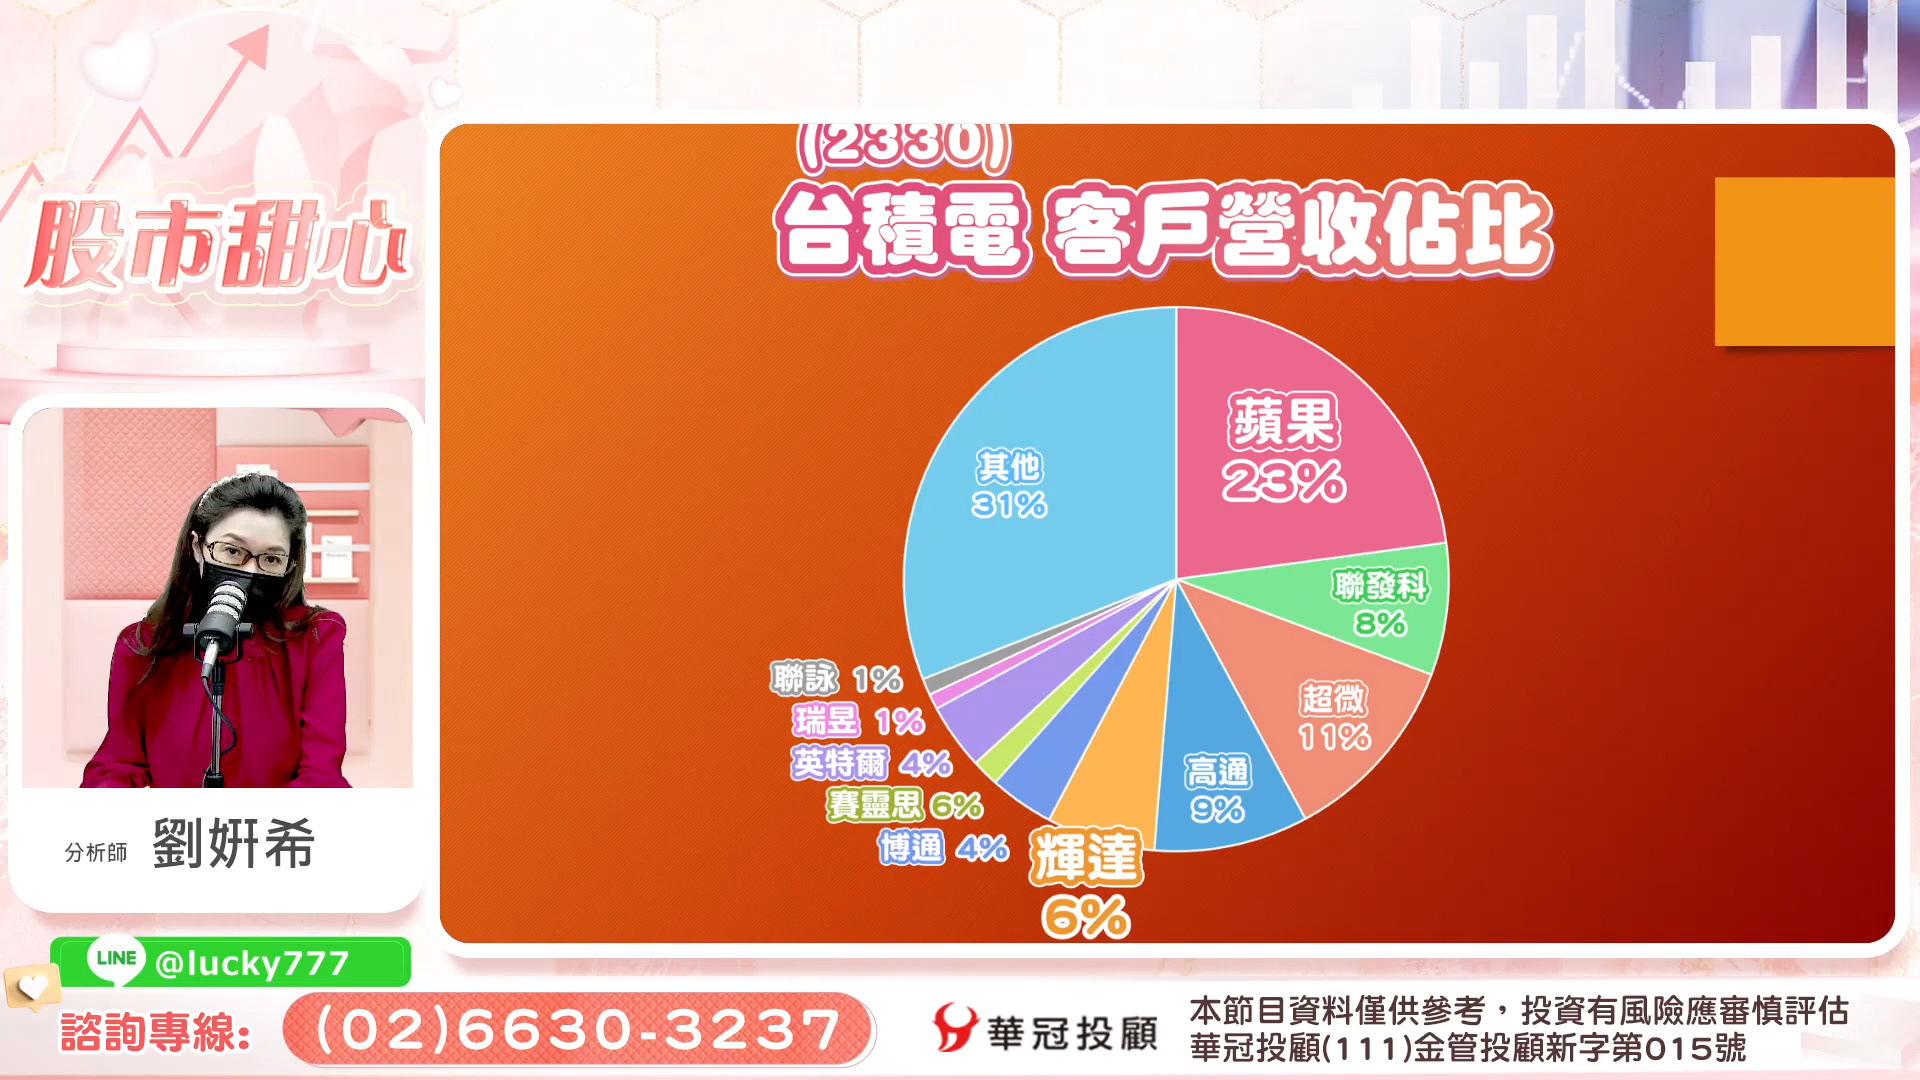 股市甜心
(2330)
台積電 客戶營收佔比
蘋果
23%
聯發科
8%
超微
11%
高通
9%
輝達
6%
博通 4%
賽靈思 6%
英特爾 4%
瑞昱 1%
聯詠 1%
其他
31%
分析師 劉妍希
LINE @lucky777
諮詢專線: (02)6630-3237
華冠投顧
本節目資料僅供參考，投資有風險應審慎評估
華冠投顧(111)金管投顧新字第015號